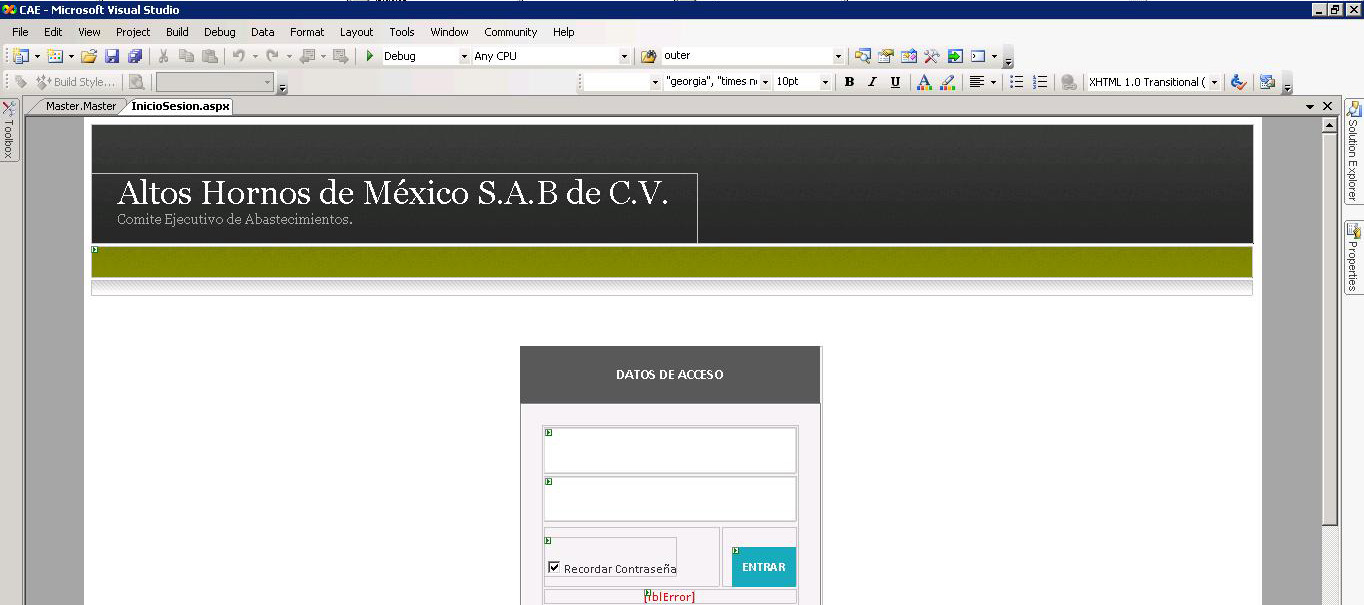 CAE - Microsoft Visual Studio
File Edit View Project Build Debug Data Format Layout Tools Window Community Help
Debug Any CPU outer
Build Style... "georgia", "times n 10pt B I U A XHTML 1.0 Transitional (
Toolbox
Master.Master InicioSesion.aspx
Solution Explorer
Properties
Altos Hornos de México S.A.B de C.V.
Comite Ejecutivo de Abastecimientos.
DATOS DE ACCESO
Recordar Contraseña
ENTRAR
[lblError]